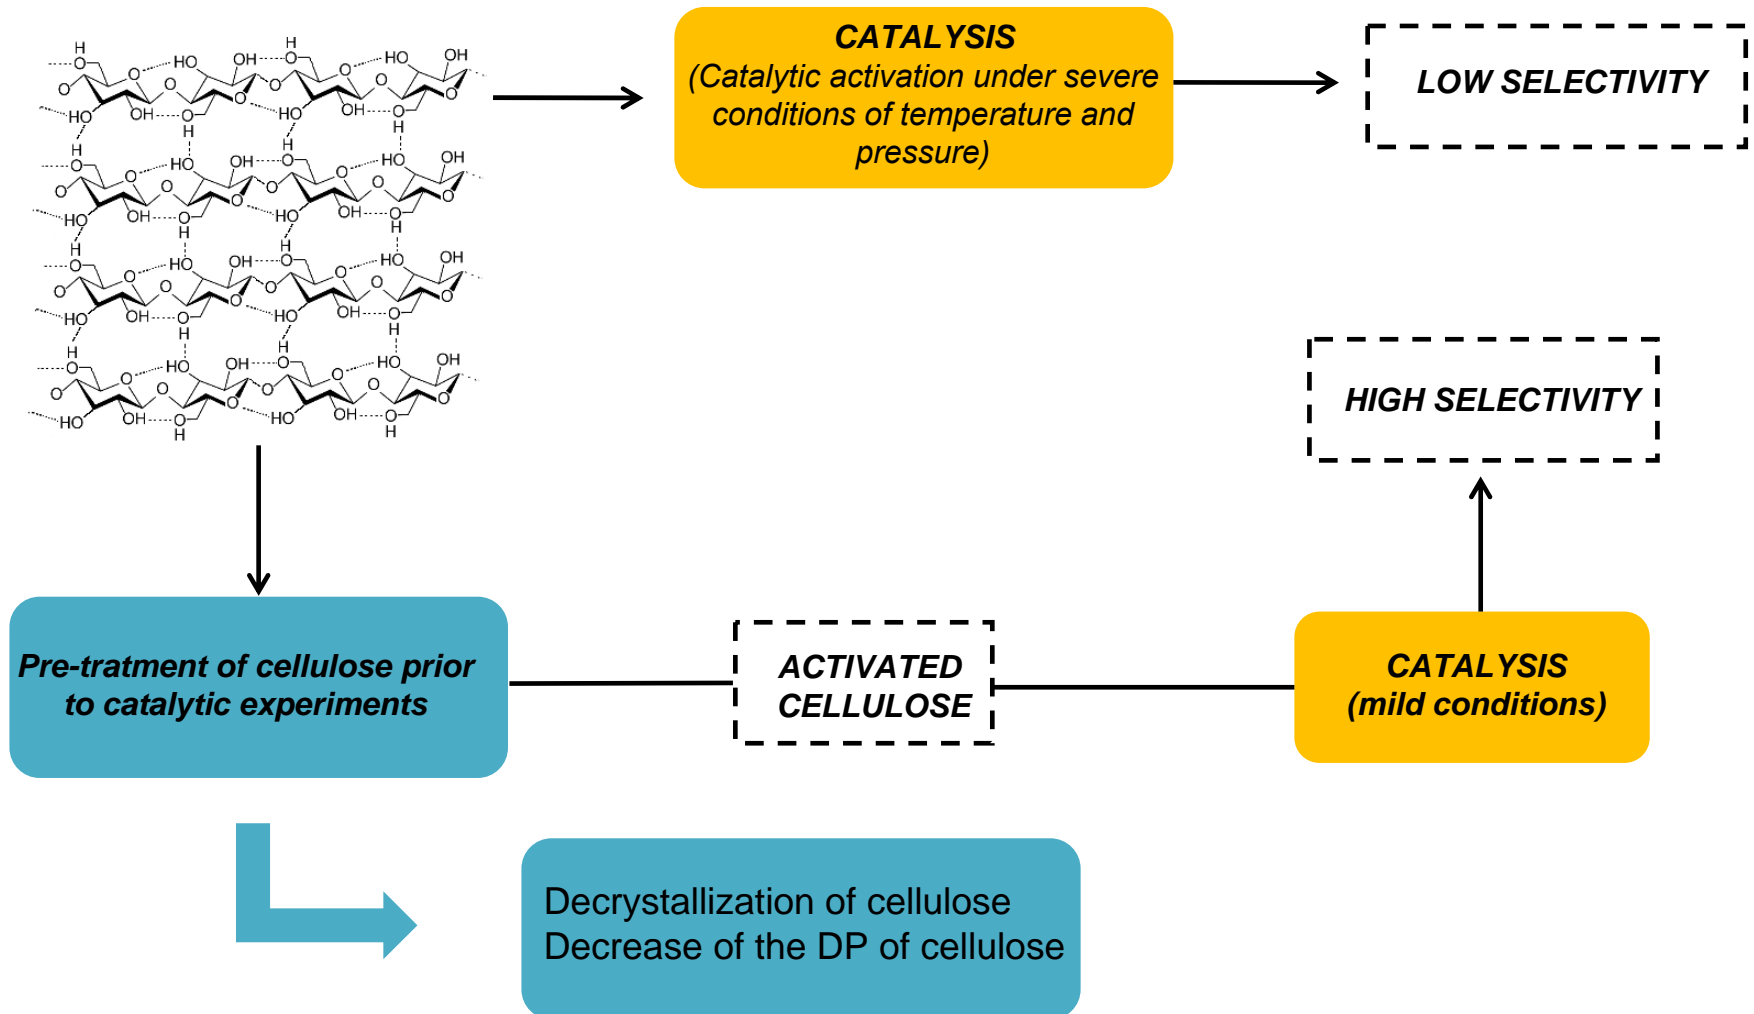 CATALYSIS
(Catalytic activation under severe
conditions of temperature and
pressure)
LOW SELECTIVITY
HIGH SELECTIVITY
Pre-tratment of cellulose prior
to catalytic experiments
ACTIVATED
CELLULOSE
CATALYSIS
(mild conditions)
Decrystallization of cellulose
Decrease of the DP of cellulose